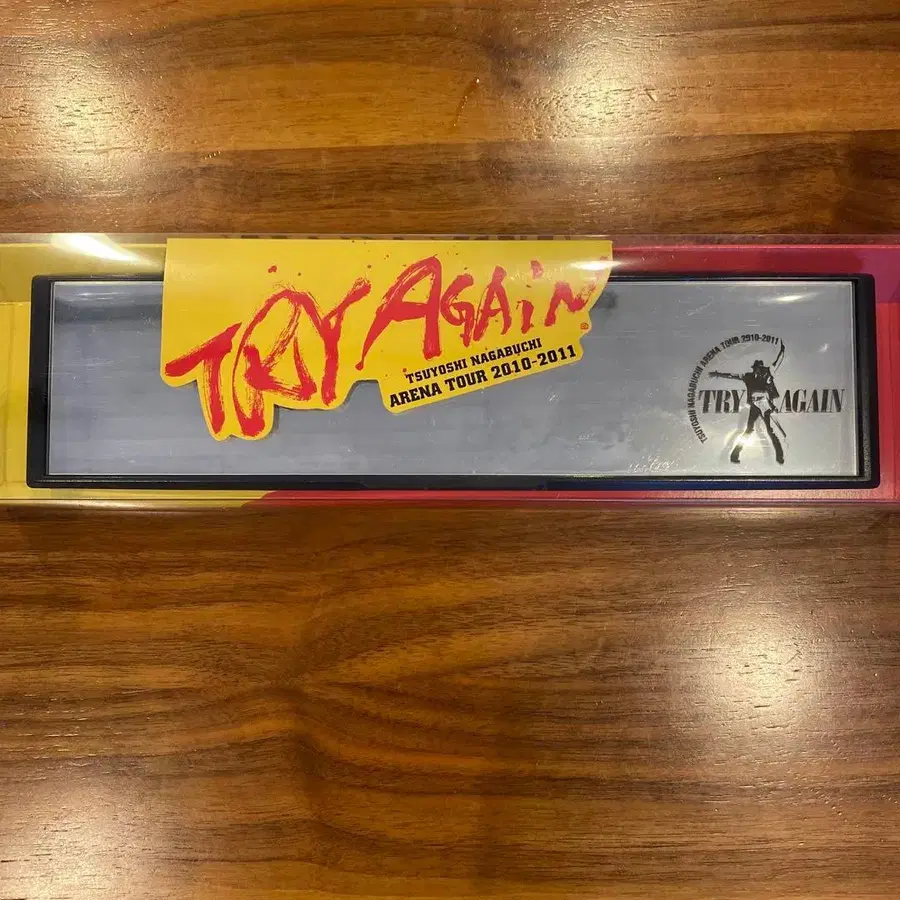 TRY AGAiN
TSUYOSHI NAGABUCHI
ARENA TOUR 2010-2011
TSUYOSHI NAGABUCHI ARENA TOUR 2010-2011
TRY AGAIN